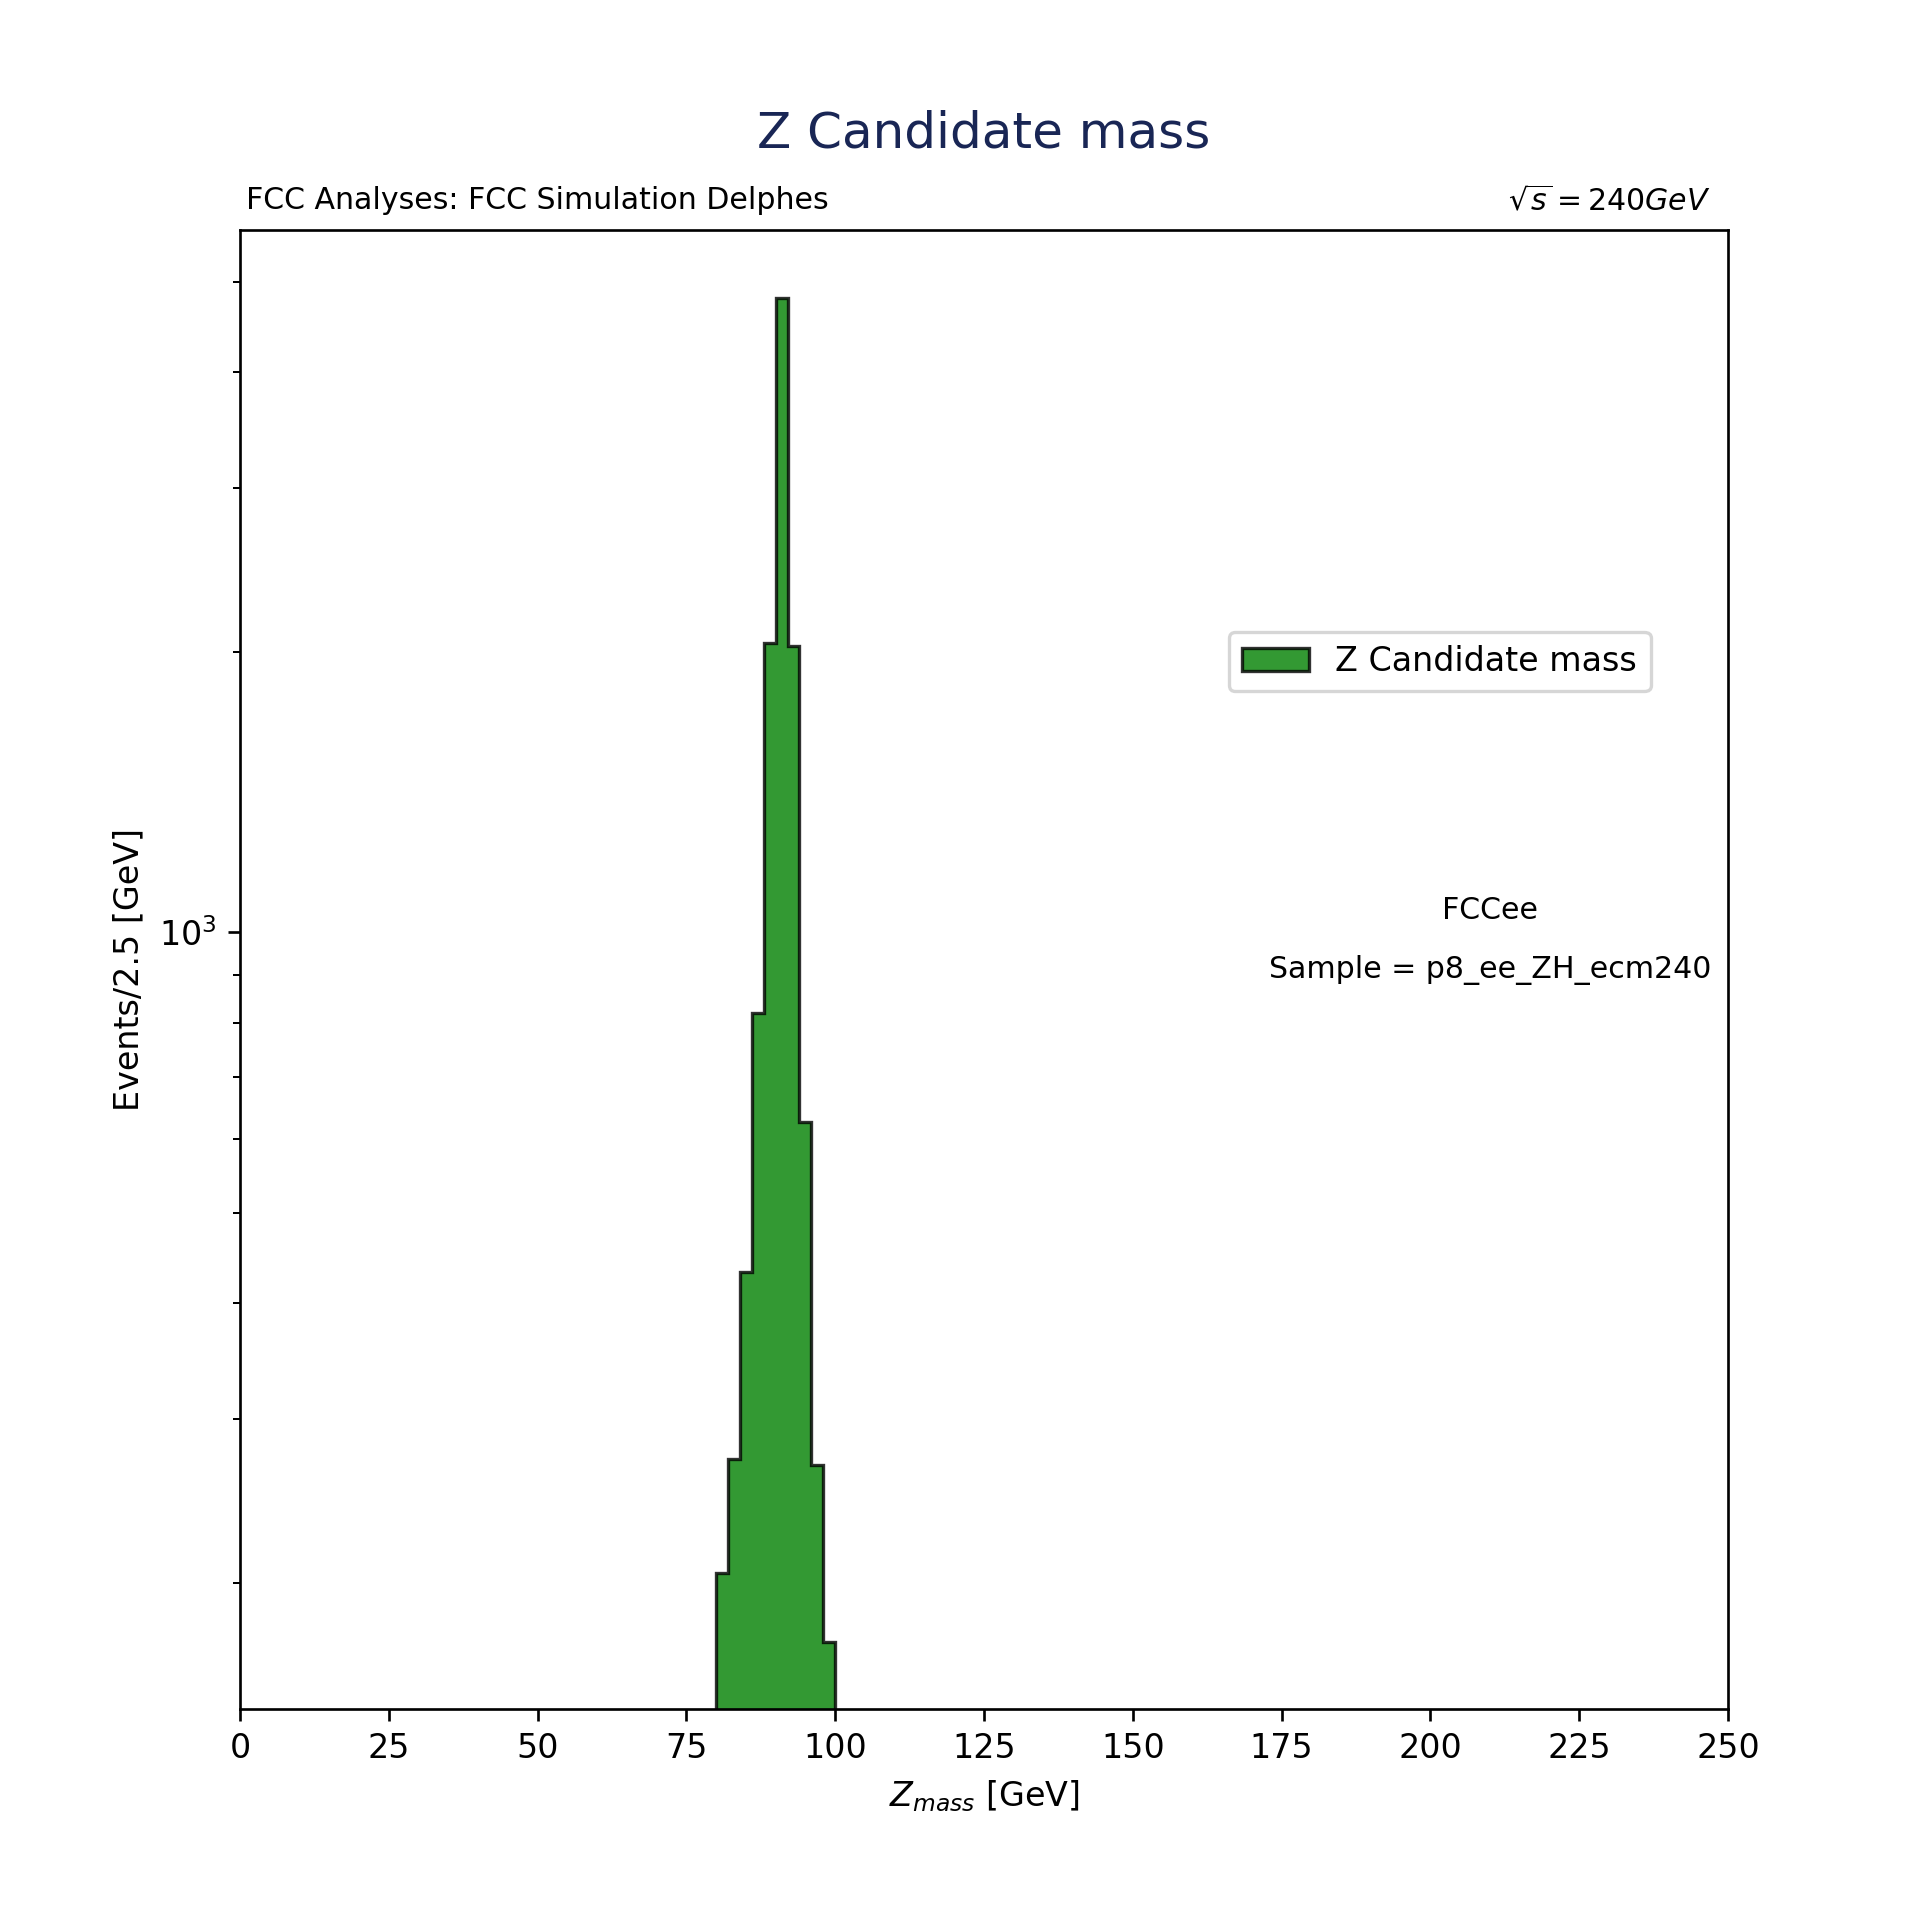 Z Candidate mass
FCC Analyses: FCC Simulation Delphes
√s = 240GeV
Z Candidate mass
FCCee
Sample = p8_ee_ZH_ecm240
Events/2.5 [GeV]
10³
0 25 50 75 100 125 150 175 200 225 250
Z_mass [GeV]